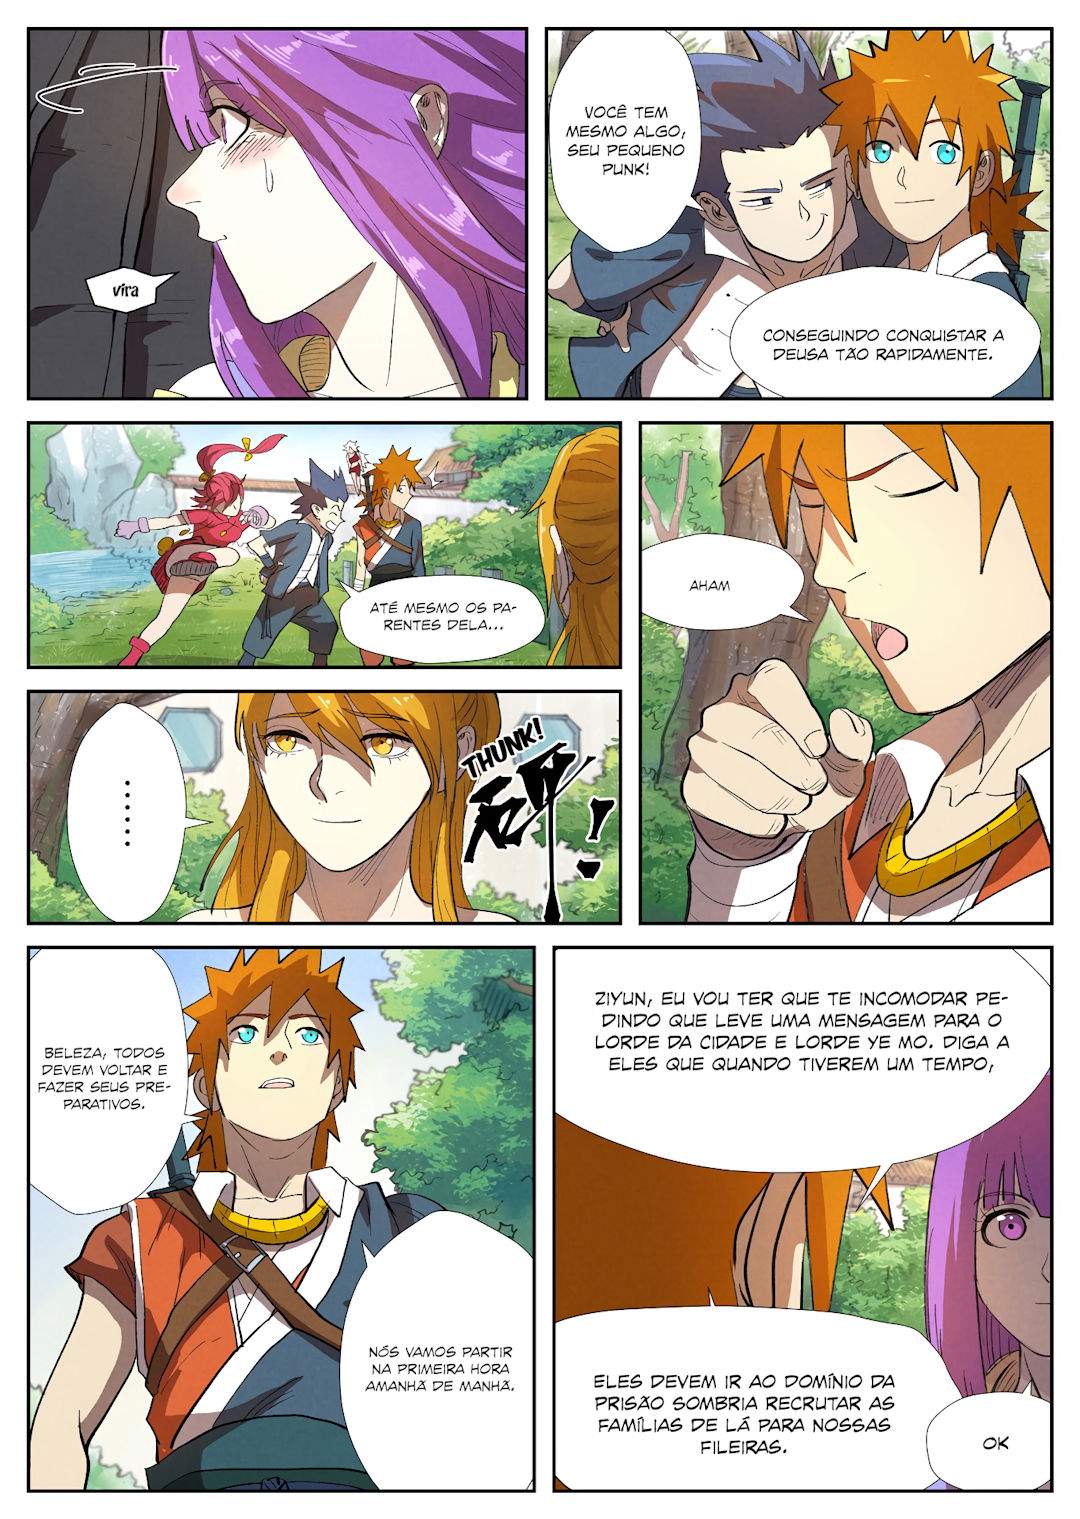 vira
VOCÊ TEM
MESMO ALGO,
SEU PEQUENO
PUNK!
CONSEGUINDO CONQUISTAR A
DEUSA TÃO RAPIDAMENTE.
ATÉ MESMO OS PA-
RENTES DELA...
AHAM
......
THUNK!
砰!
BELEZA, TODOS
DEVEM VOLTAR E
FAZER SEUS PRE-
PARATIVOS.
NÓS VAMOS PARTIR
NA PRIMEIRA HORA
AMANHÃ DE MANHÃ.
ZIYUN, EU VOU TER QUE TE INCOMODAR PE-
DINDO QUE LEVE UMA MENSAGEM PARA O
LORDE DA CIDADE E LORDE YE MO. DIGA A
ELES QUE QUANDO TIVEREM UM TEMPO,
ELES DEVEM IR AO DOMÍNIO DA
PRISÃO SOMBRIA RECRUTAR AS
FAMÍLIAS DE LÁ PARA NOSSAS
FILEIRAS.
OK